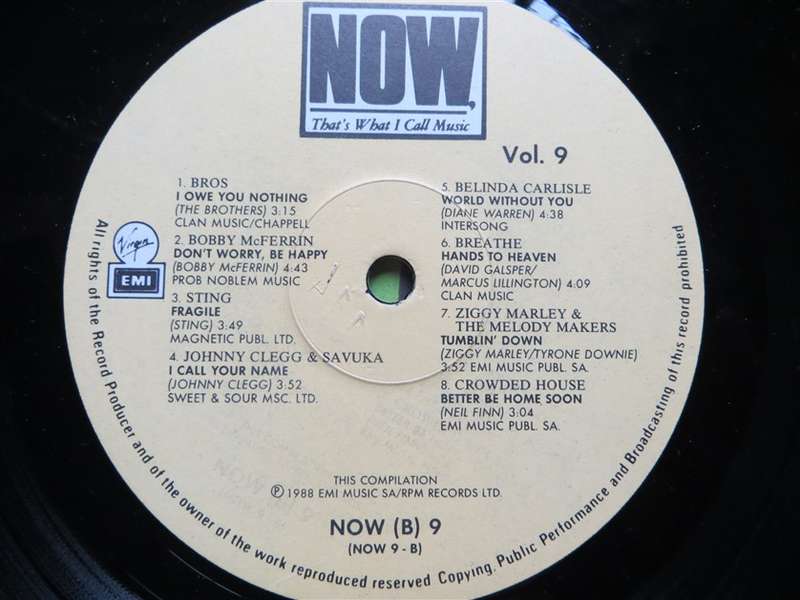 NOW,
That's What I Call Music
Vol. 9
1. BROS
I OWE YOU NOTHING
(THE BROTHERS) 3:15
CLAN MUSIC/CHAPPELL
2. BOBBY McFERRIN
DON'T WORRY, BE HAPPY
(BOBBY McFERRIN) 4:43
PROB NOBLEM MUSIC
3. STING
FRAGILE
(STING) 3:49
MAGNETIC PUBL. LTD.
4. JOHNNY CLEGG & SAVUKA
I CALL YOUR NAME
(JOHNNY CLEGG) 3:52
SWEET & SOUR MSC. LTD.
5. BELINDA CARLISLE
WORLD WITHOUT YOU
(DIANE WARREN) 4:38
INTERSONG
6. BREATHE
HANDS TO HEAVEN
(DAVID GALSPER/
MARCUS LILLINGTON) 4:09
CLAN MUSIC
7. ZIGGY MARLEY &
THE MELODY MAKERS
TUMBLIN' DOWN
(ZIGGY MARLEY/TYRONE DOWNIE)
3:52 EMI MUSIC PUBL. SA.
8. CROWDED HOUSE
BETTER BE HOME SOON
(NEIL FINN) 3:04
EMI MUSIC PUBL. SA.
Virgin
EMI
THIS COMPILATION
℗ 1988 EMI MUSIC SA/RPM RECORDS LTD.
NOW (B) 9
(NOW 9 - B)
All rights of the Record Producer and of the owner of the work reproduced reserved Copying, Public Performance and Broadcasting of this record prohibited